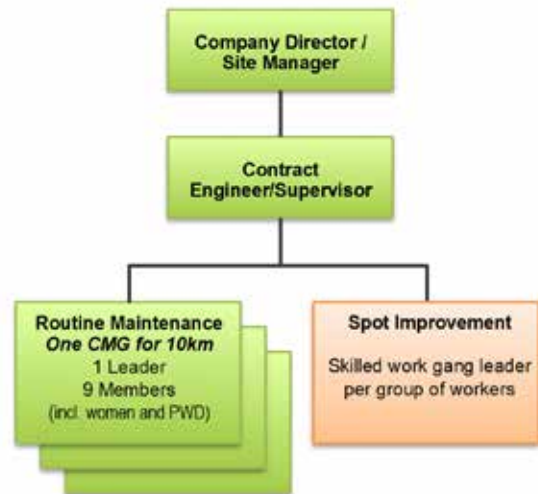 Company Director /
Site Manager
Contract
Engineer/Supervisor
Routine Maintenance
One CMG for 10km
1 Leader
9 Members
(incl. women and PWD)
Spot Improvement
Skilled work gang leader
per group of workers